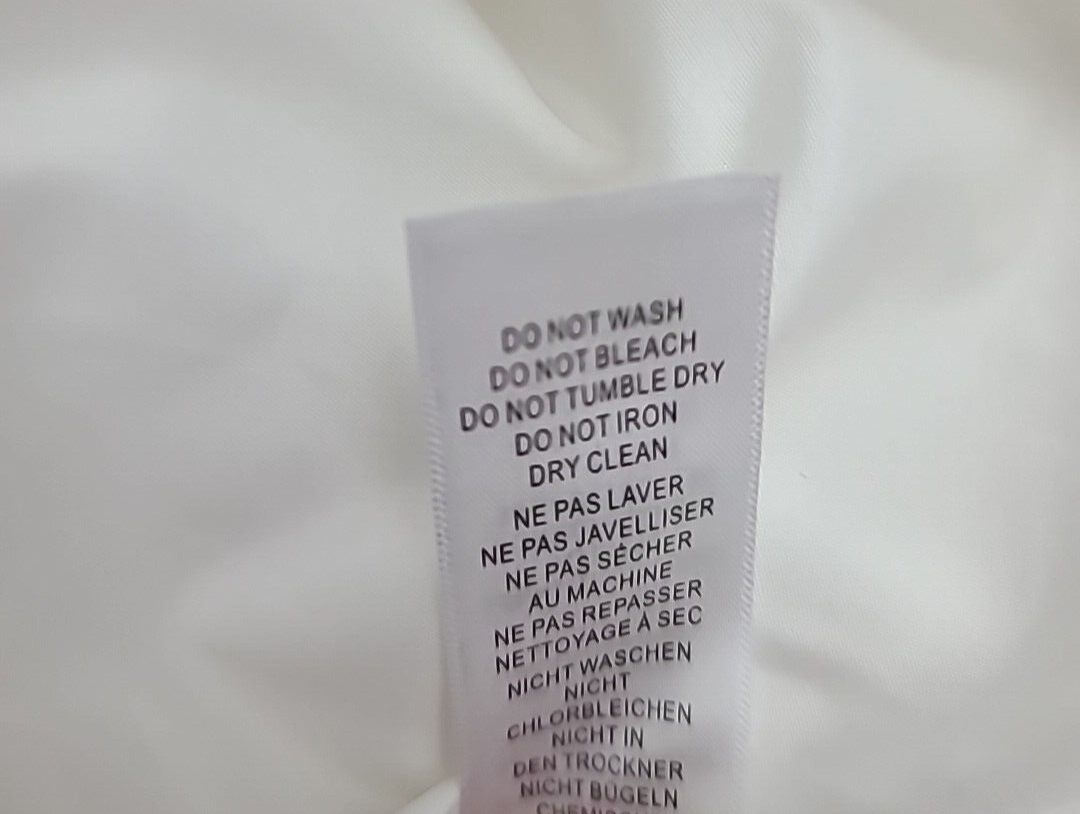 DO NOT WASH
DO NOT BLEACH
DO NOT TUMBLE DRY
DO NOT IRON
DRY CLEAN
NE PAS LAVER
NE PAS JAVELLISER
NE PAS SÉCHER
AU MACHINE
NE PAS REPASSER
NETTOYAGE À SEC
NICHT WASCHEN
NICHT
CHLORBLEICHEN
NICHT IN
DEN TROCKNER
NICHT BÜGELN